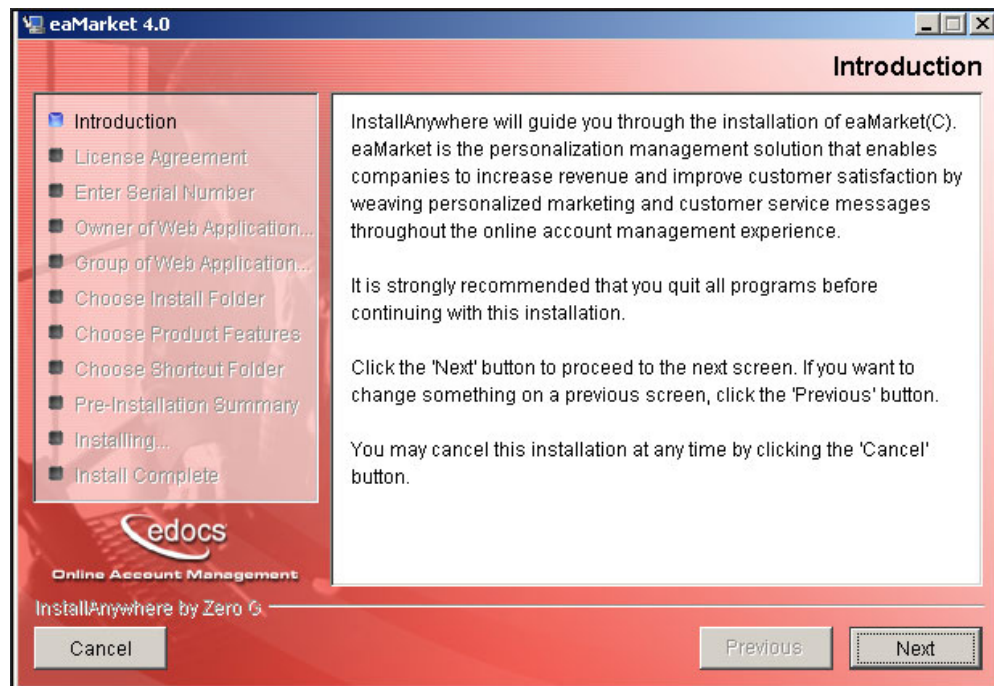 eaMarket 4.0
Introduction
Introduction
License Agreement
Enter Serial Number
Owner of Web Application...
Group of Web Application...
Choose Install Folder
Choose Product Features
Choose Shortcut Folder
Pre-Installation Summary
Installing...
Install Complete
InstallAnywhere will guide you through the installation of eaMarket(C).
eaMarket is the personalization management solution that enables
companies to increase revenue and improve customer satisfaction by
weaving personalized marketing and customer service messages
throughout the online account management experience.
It is strongly recommended that you quit all programs before
continuing with this installation.
Click the 'Next' button to proceed to the next screen. If you want to
change something on a previous screen, click the 'Previous' button.
You may cancel this installation at any time by clicking the 'Cancel'
button.
edocs
Online Account Management
InstallAnywhere by Zero G
Cancel
Previous
Next